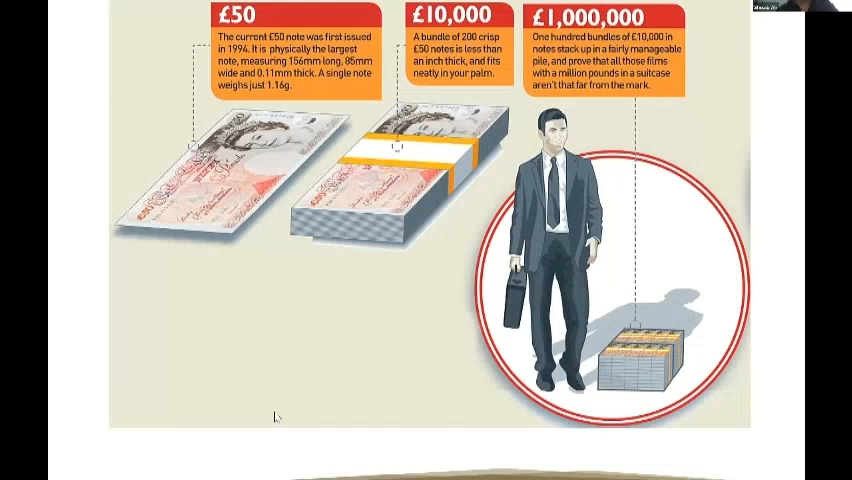 £50
The current £50 note was first issued
in 1994. It is physically the largest
note, measuring 156mm long, 85mm
wide and 0.11mm thick. A single note
weighs just 1.16g.
£10,000
A bundle of 200 crisp
£50 notes is less than
an inch thick, and fits
neatly in your palm.
£1,000,000
One hundred bundles of £10,000 in
notes stack up in a fairly manageable
pile, and prove that all those films
with a million pounds in a suitcase
aren't that far from the mark.
£50
£50